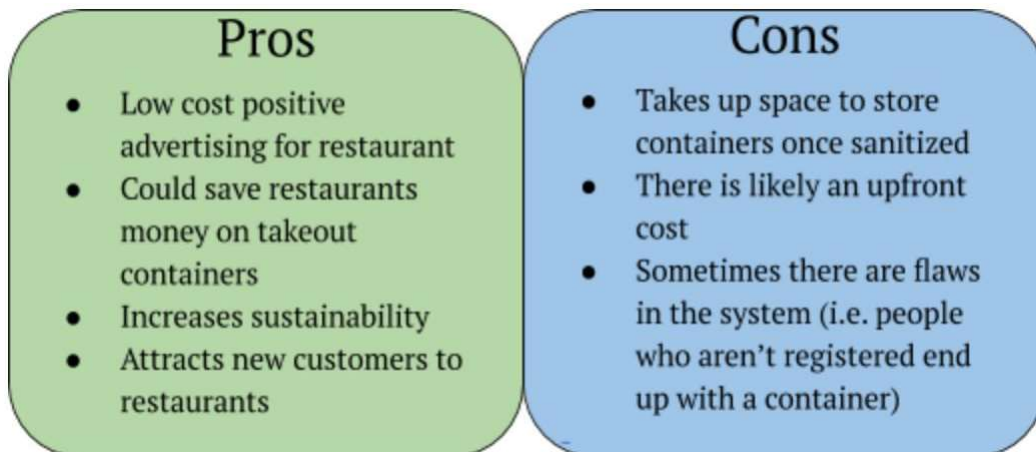 Pros
● Low cost positive
advertising for restaurant
● Could save restaurants
money on takeout
containers
● Increases sustainability
● Attracts new customers to
restaurants
Cons
● Takes up space to store
containers once sanitized
● There is likely an upfront
cost
● Sometimes there are flaws
in the system (i.e. people
who aren’t registered end
up with a container)